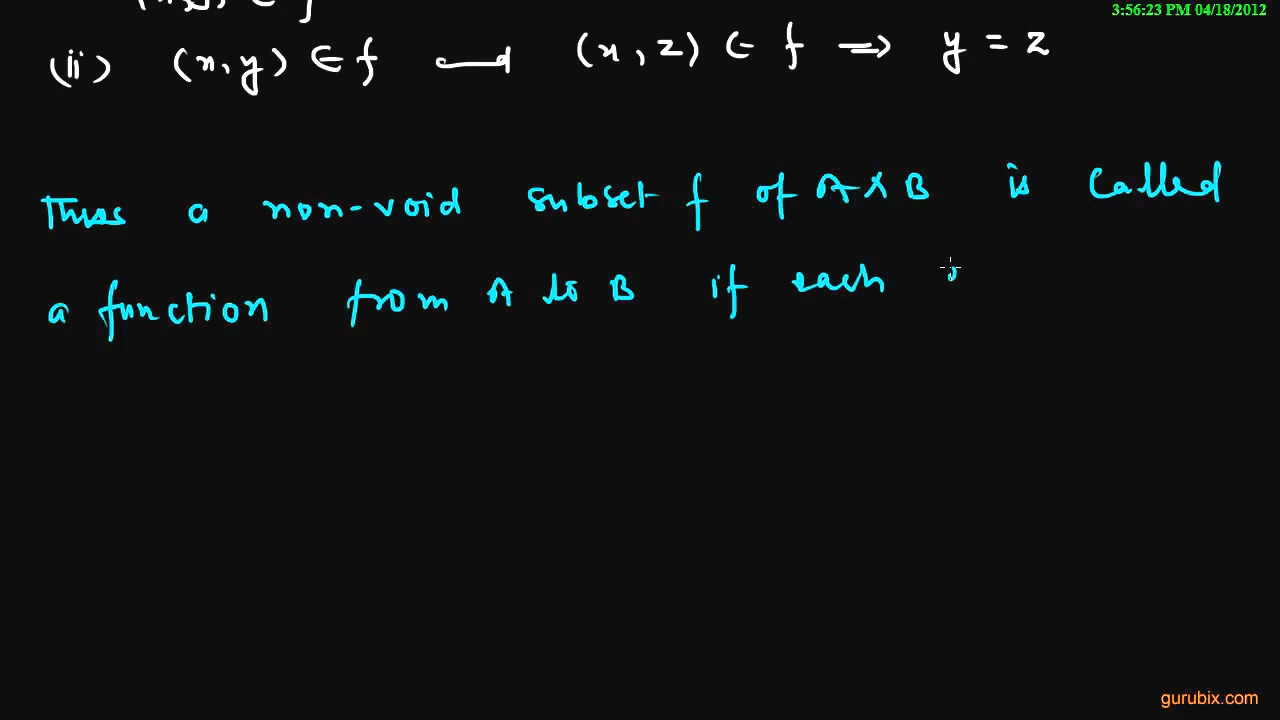 3:56:23 PM 04/18/2012
(ii) (x, y) ∈ f and (x, z) ∈ f ⇒ y = z
Thus a non-void subset f of A × B is called
a function from A to B if each
gurubix.com